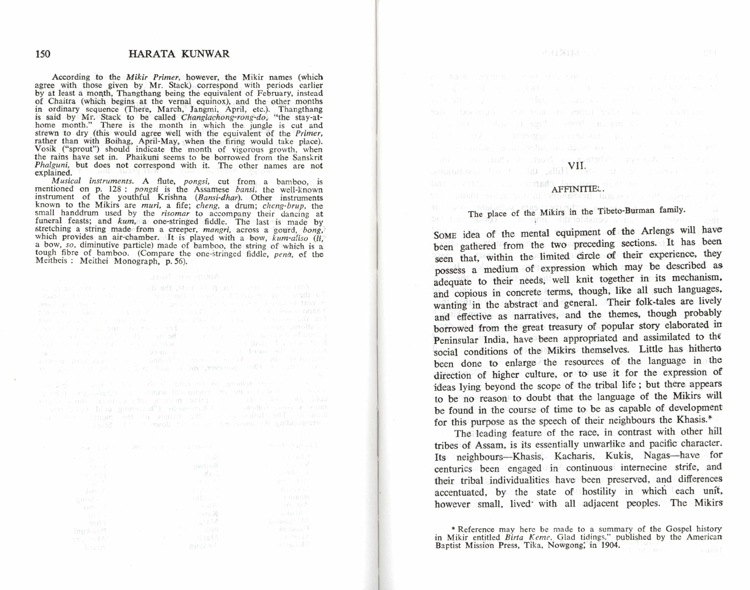 150 HARATA KUNWAR
According to the Mikir Primer, however, the Mikir names (which
agree with those given by Mr. Stack) correspond with periods earlier
by at least a month, Thangthang being the equivalent of February, instead
of Chaitra (which begins at the vernal equinox), and the other months
in ordinary sequence (There, March, Jangmi, April, etc.). Thangthang
is said by Mr. Stack to be called Changlachong-rong-do, "the stay-at-
home month." There is the month in which the jungle is cut and
strewn to dry (this would agree well with the equivalent of the Primer,
rather than with Boihag, April-May, when the firing would take place).
Vosik ("sprout") should indicate the month of vigorous growth, when
the rains have set in. Phaikuni seems to be borrowed from the Sanskrit
Phalguni, but does not correspond with it. The other names are not
explained.
Musical instruments. A flute, pongsi, cut from a bamboo, is
mentioned on p. 128 : pongsi is the Assamese bansi, the well-known
instrument of the youthful Krishna (Bansi-dhar). Other instruments
known to the Mikirs are muri, a fife; cheng, a drum; cheng-brup, the
small handdrum used by the risomar to accompany their dancing at
funeral feasts; and kum, a one-stringed fiddle. The last is made by
stretching a string made from a creeper, mangri, across a gourd, bong,
which provides an air-chamber. It is played with a bow, kum-aliso (li,
a bow, so, diminutive particle) made of bamboo, the string of which is a
tough fibre of bamboo. (Compare the one-stringed fiddle, pena, of the
Meitheis : Meithei Monograph, p. 56).
VII.
AFFINITIE.
The place of the Mikirs in the Tibeto-Burman family.
SOME idea of the mental equipment of the Arlengs will have
been gathered from the two preceding sections. It has been
seen that, within the limited circle of their experience, they
possess a medium of expression which may be described as
adequate to their needs, well knit together in its mechanism,
and copious in concrete terms, though, like all such languages,
wanting in the abstract and general. Their folk-tales are lively
and effective as narratives, and the themes, though probably
borrowed from the great treasury of popular story elaborated in
Peninsular India, have been appropriated and assimilated to the
social conditions of the Mikirs themselves. Little has hitherto
been done to enlarge the resources of the language in the
direction of higher culture, or to use it for the expression of
ideas lying beyond the scope of the tribal life ; but there appears
to be no reason to doubt that the language of the Mikirs will
be found in the course of time to be as capable of development
for this purpose as the speech of their neighbours the Khasis.*
The leading feature of the race, in contrast with other hill
tribes of Assam, is its essentially unwarlike and pacific character.
Its neighbours—Khasis, Kacharis, Kukis, Nagas—have for
centuries been engaged in continuous internecine strife, and
their tribal individualities have been preserved, and differences
accentuated, by the state of hostility in which each unit,
however small, lived with all adjacent peoples. The Mikirs
* Reference may here be made to a summary of the Gospel history
in Mikir entitled Birta Keme, Glad tidings," published by the American
Baptist Mission Press, Tika, Nowgong, in 1904.